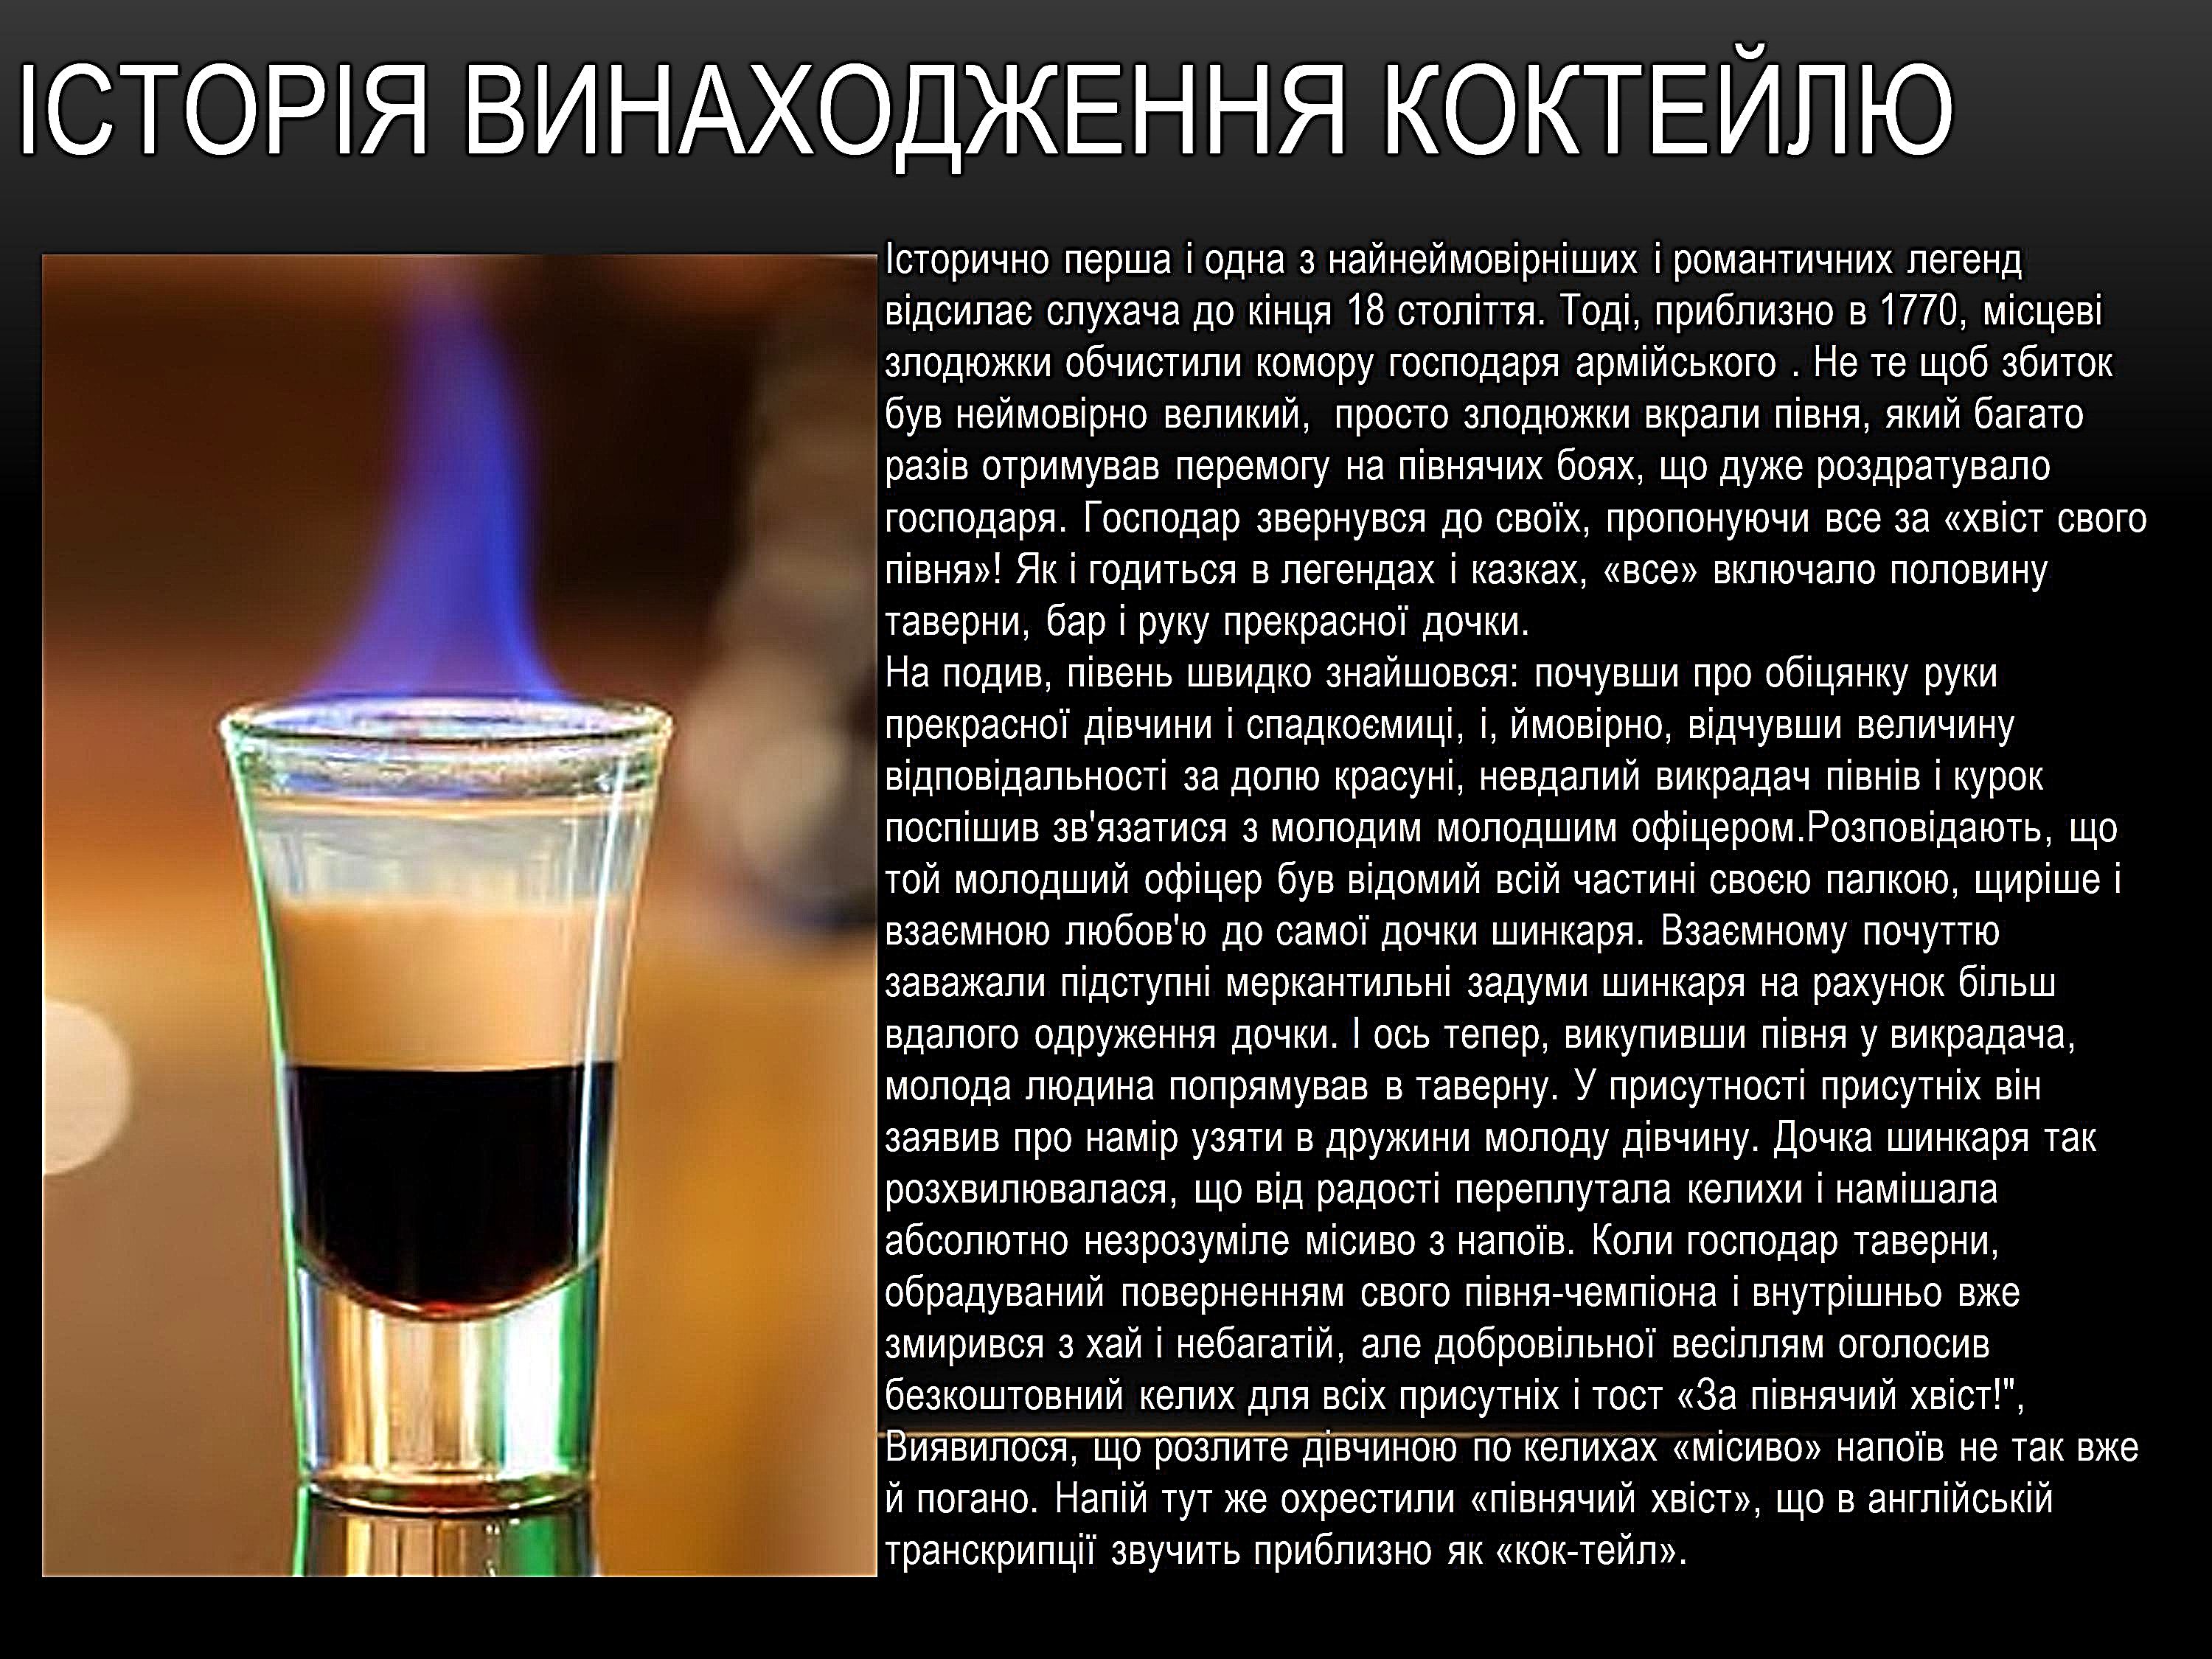 ІСТОРІЯ ВИНАХОДЖЕННЯ КОКТЕЙЛЮ
Історично перша і одна з найнеймовірніших і романтичних легенд
відсилає слухача до кінця 18 століття. Тоді, приблизно в 1770, місцеві
злодюжки обчистили комору господаря армійського . Не те щоб збиток
був неймовірно великий,  просто злодюжки вкрали півня, який багато
разів отримував перемогу на півнячих боях, що дуже роздратувало
господаря. Господар звернувся до своїх, пропонуючи все за «хвіст свого
півня»! Як і годиться в легендах і казках, «все» включало половину
таверни, бар і руку прекрасної дочки.
На подив, півень швидко знайшовся: почувши про обіцянку руки
прекрасної дівчини і спадкоємиці, і, ймовірно, відчувши величину
відповідальності за долю красуні, невдалий викрадач півнів і курок
поспішив зв'язатися з молодим молодшим офіцером.Розповідають, що
той молодший офіцер був відомий всій частині своєю палкою, щиріше і
взаємною любов'ю до самої дочки шинкаря. Взаємному почуттю
заважали підступні меркантильні задуми шинкаря на рахунок більш
вдалого одруження дочки. І ось тепер, викупивши півня у викрадача,
молода людина попрямував в таверну. У присутності присутніх він
заявив про намір узяти в дружини молоду дівчину. Дочка шинкаря так
розхвилювалася, що від радості переплутала келихи і намішала
абсолютно незрозуміле місиво з напоїв. Коли господар таверни,
обрадуваний поверненням свого півня-чемпіона і внутрішньо вже
змирився з хай і небагатій, але добровільної весіллям оголосив
безкоштовний келих для всіх присутніх і тост «За півнячий хвіст!",
Виявилося, що розлите дівчиною по келихах «місиво» напоїв не так вже
й погано. Напій тут же охрестили «півнячий хвіст», що в англійській
транскрипції звучить приблизно як «кок-тейл».